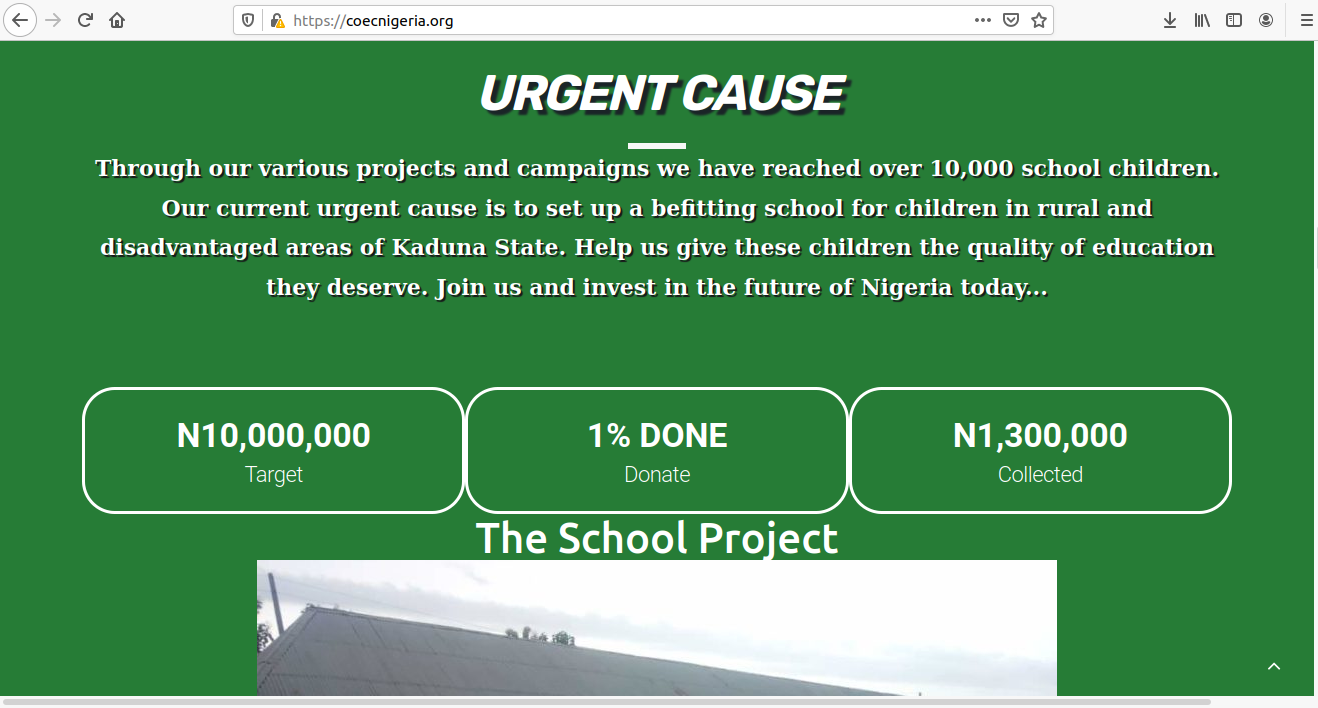 https://coecnigeria.org
URGENT CAUSE
Through our various projects and campaigns we have reached over 10,000 school children.
Our current urgent cause is to set up a befitting school for children in rural and
disadvantaged areas of Kaduna State. Help us give these children the quality of education
they deserve. Join us and invest in the future of Nigeria today...
N10,000,000
Target
1% DONE
Donate
N1,300,000
Collected
The School Project